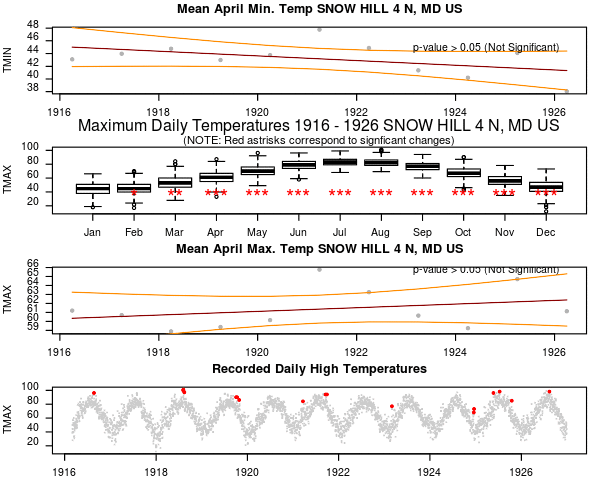 Mean April Min. Temp SNOW HILL 4 N, MD US
TMIN
48
46
44
42
40
38
p-value > 0.05 (Not Significant)
1916 1918 1920 1922 1924 1926
Maximum Daily Temperatures 1916 - 1926 SNOW HILL 4 N, MD US
(NOTE: Red astrisks correspond to signficant changes)
TMAX
100
80
60
40
20
* ** *** *** *** *** *** *** *** *** ***
Jan Feb Mar Apr May Jun Jul Aug Sep Oct Nov Dec
Mean April Max. Temp SNOW HILL 4 N, MD US
TMAX
66
65
64
63
62
61
60
59
p-value > 0.05 (Not Significant)
1916 1918 1920 1922 1924 1926
Recorded Daily High Temperatures
TMAX
100
80
60
40
20
1916 1918 1920 1922 1924 1926